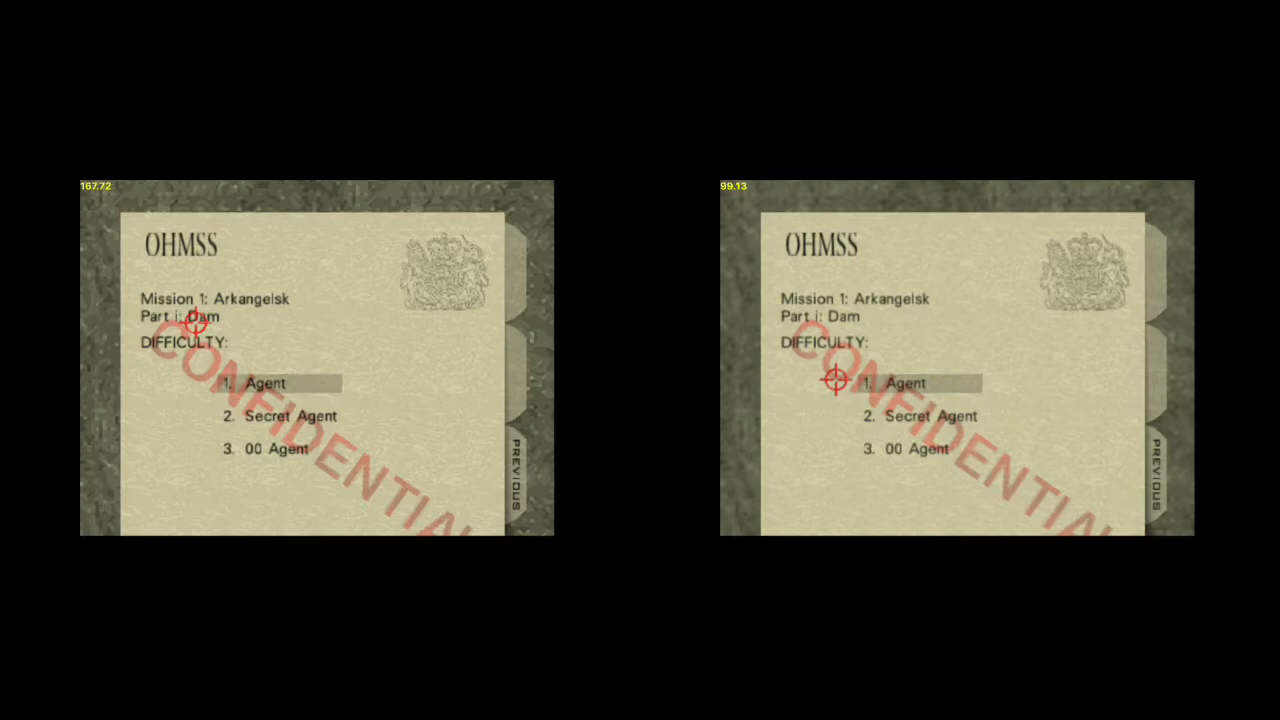 167.72
OHMSS
Mission 1: Arkangelsk
Part i: Dam
DIFFICULTY:
1. Agent
2. Secret Agent
3. 00 Agent
CONFIDENTIAL
PREVIOUS
99.13
OHMSS
Mission 1: Arkangelsk
Part i: Dam
DIFFICULTY:
1. Agent
2. Secret Agent
3. 00 Agent
CONFIDENTIAL
PREVIOUS